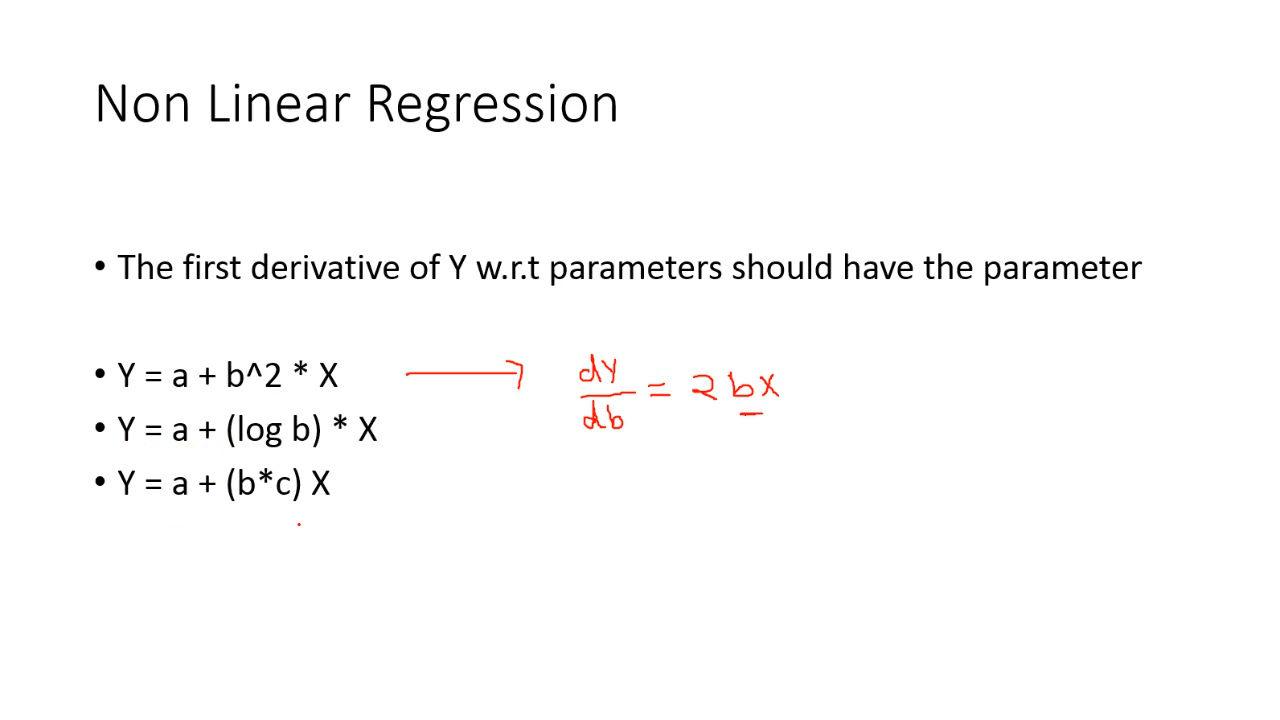 Non Linear Regression
• The first derivative of Y w.r.t parameters should have the parameter
• Y = a + b^2 * X ⟶ dY/db = 2bX
• Y = a + (log b) * X
• Y = a + (b*c) X